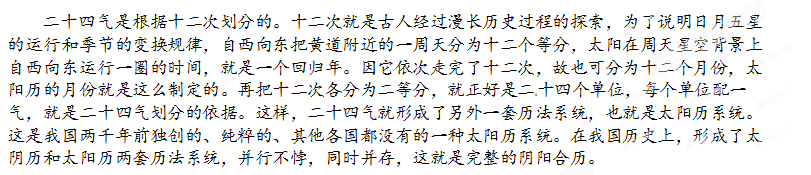 二十四气是根据十二次划分的。十二次就是古人经过漫长历史过程的探索，为了说明日月五星
的运行和季节的变换规律，自西向东把黄道附近的一周天分为十二个等分，太阳在周天星空背景上
自西向东运行一圈的时间，就是一个回归年。因它依次走完了十二次，故也可分为十二个月份，太
阳历的月份就是这么制定的。再把十二次各分为二等分，就正好是二十四个单位，每个单位配一
气，就是二十四气划分的依据。这样，二十四气就形成了另外一套历法系统，也就是太阳历系统。
这是我国两千年前独创的、纯粹的、其他各国都没有的一种太阳历系统。在我国历史上，形成了太
阴历和太阳历两套历法系统，并行不悖，同时并存，这就是完整的阴阳合历。